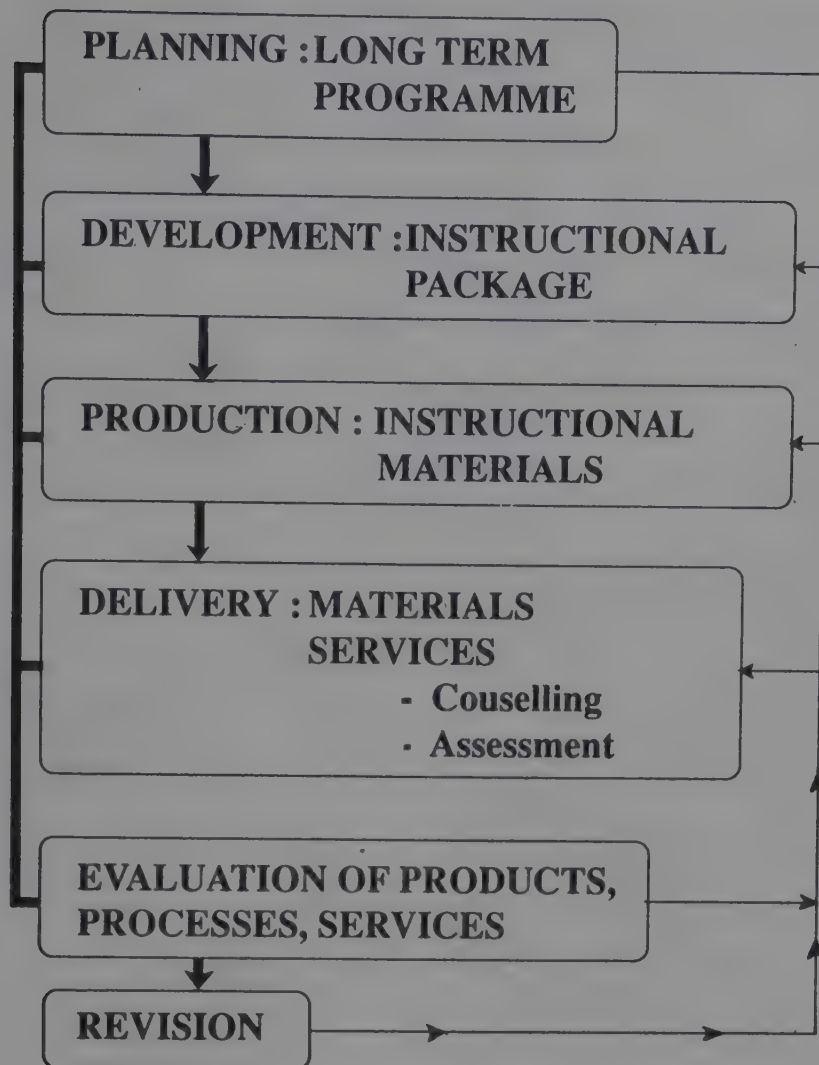 PLANNING : LONG TERM
PROGRAMME
DEVELOPMENT : INSTRUCTIONAL
PACKAGE
PRODUCTION : INSTRUCTIONAL
MATERIALS
DELIVERY : MATERIALS
SERVICES
- Couselling
- Assessment
EVALUATION OF PRODUCTS,
PROCESSES, SERVICES
REVISION